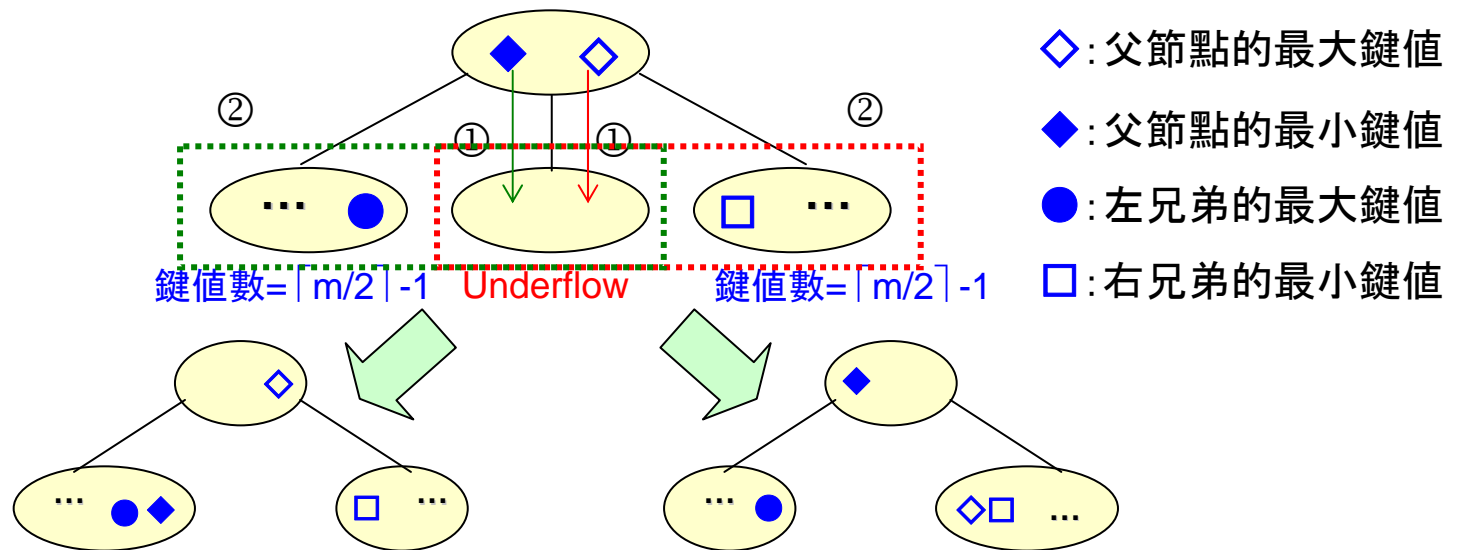 ◇:父節點的最大鍵值
② ②
◆:父節點的最小鍵值
① ①
... ...
●:左兄弟的最大鍵值
鍵值數=⌈m/2⌉-1 Underflow 鍵值數=⌈m/2⌉-1
□:右兄弟的最小鍵值
... ... ... ...